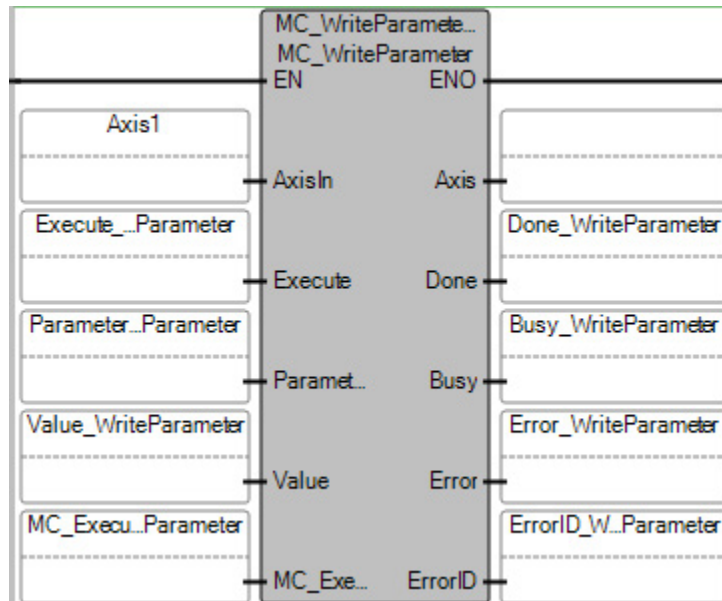 MC_WriteParamete...
MC_WriteParameter
EN ENO
Axis1
AxisIn Axis
Execute_...Parameter Done_WriteParameter
Execute Done
Parameter...Parameter Busy_WriteParameter
Paramet... Busy
Value_WriteParameter Error_WriteParameter
Value Error
MC_Execu...Parameter ErrorID_W...Parameter
MC_Exe... ErrorID